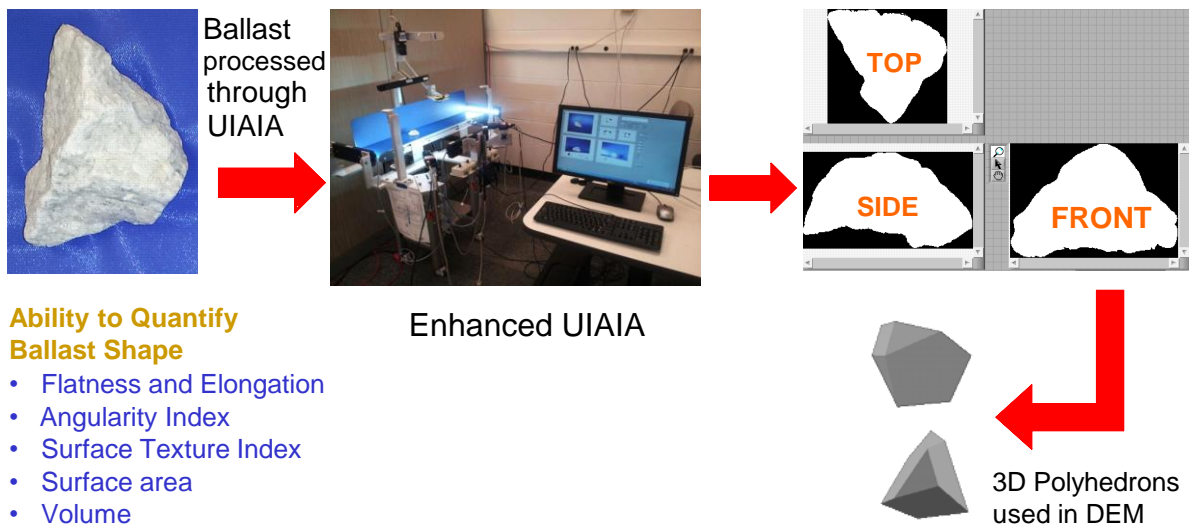 Ballast
processed
through
UIAIA
TOP
SIDE
FRONT
Enhanced UIAIA
Ability to Quantify
Ballast Shape
• Flatness and Elongation
• Angularity Index
• Surface Texture Index
• Surface area
• Volume
3D Polyhedrons
used in DEM